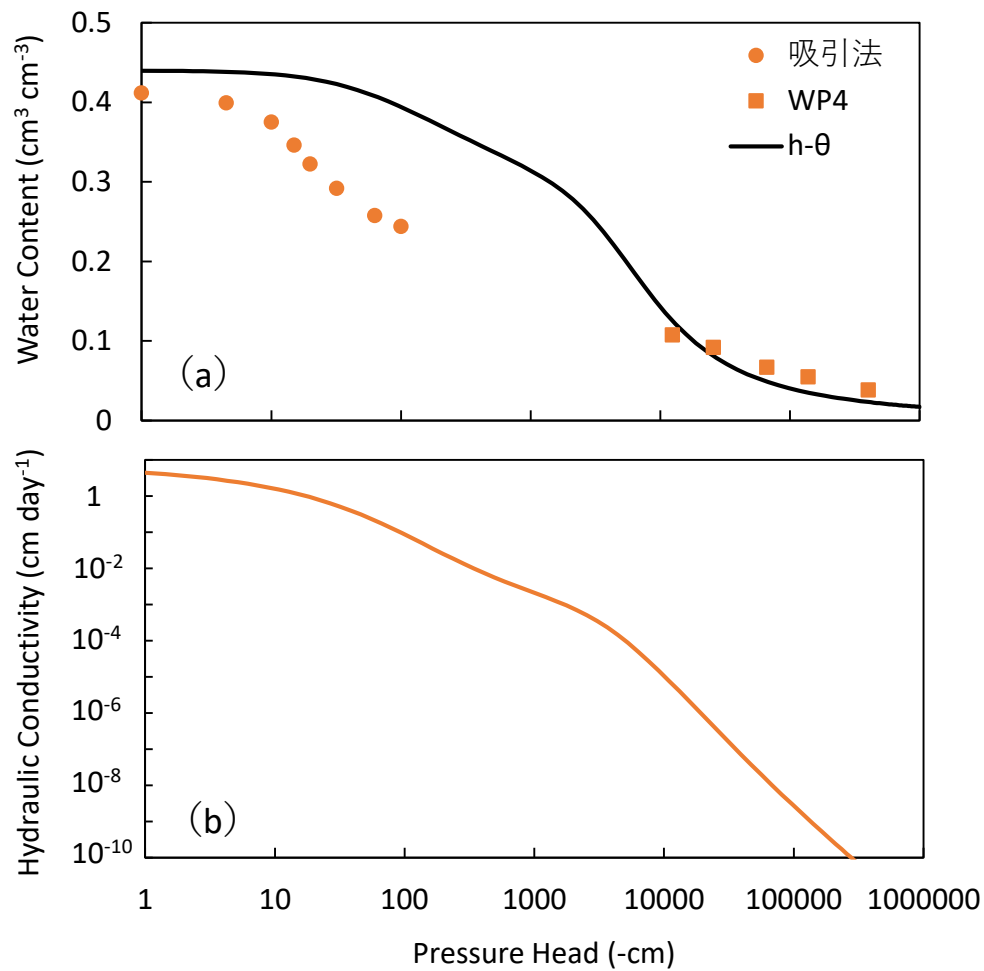 0.5
0.4
0.3
0.2
0.1
0
Water Content (cm³ cm⁻³)
吸引法
WP4
h-θ
（a）
1
10⁻²
10⁻⁴
10⁻⁶
10⁻⁸
10⁻¹⁰
Hydraulic Conductivity (cm day⁻¹)
（b）
1 10 100 1000 10000 100000 1000000
Pressure Head (-cm)